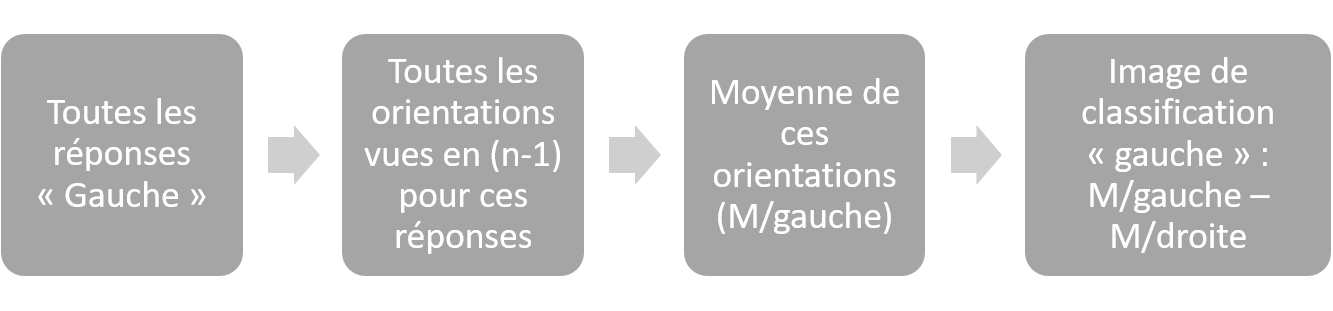 Toutes les
réponses
« Gauche »
Toutes les
orientations
vues en (n-1)
pour ces
réponses
Moyenne de
ces
orientations
(M/gauche)
Image de
classification
« gauche » :
M/gauche –
M/droite